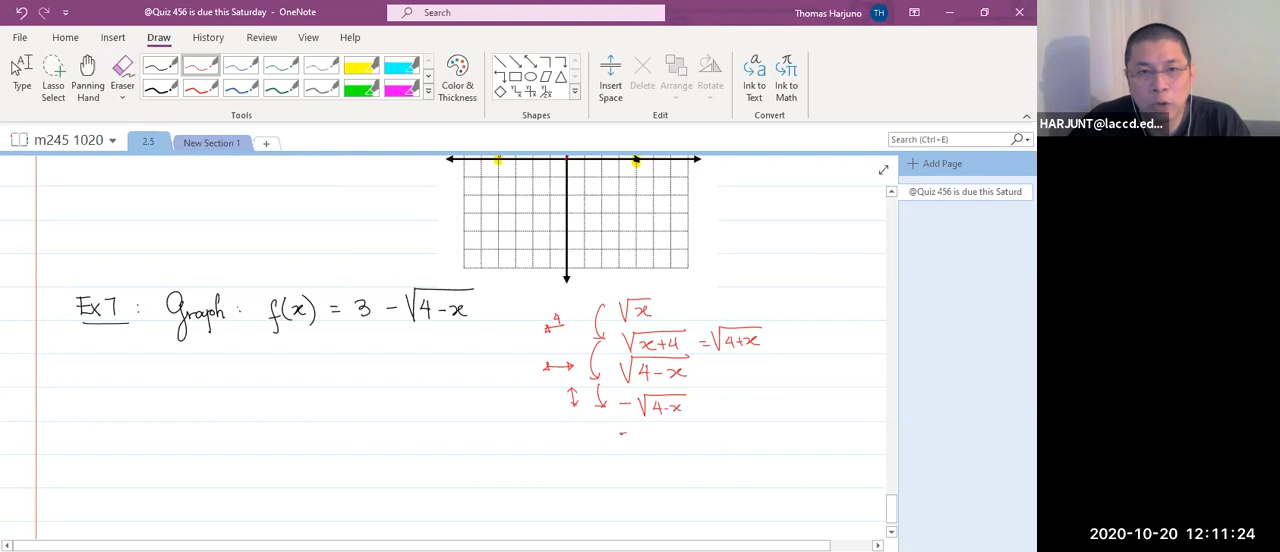 @Quiz 456 is due this Saturday - OneNote
Search
Thomas Harjuno TH
File Home Insert Draw History Review View Help
Type
Lasso Select
Panning Hand
Eraser
Color & Thickness
Insert Space
Delete
Arrange
Rotate
Ink to Text
Ink to Math
Tools Shapes Edit Convert
m245 1020
2.5
New Section 1
Search (Ctrl+E)
Add Page
@Quiz 456 is due this Saturd
HARJUNT@laccd.ed...
Ex 7 : Graph : f(x) = 3 - √(4-x)
√x
4
√(x+4) = √(4+x)
√(4-x)
-√(4-x)
2020-10-20 12:11:24